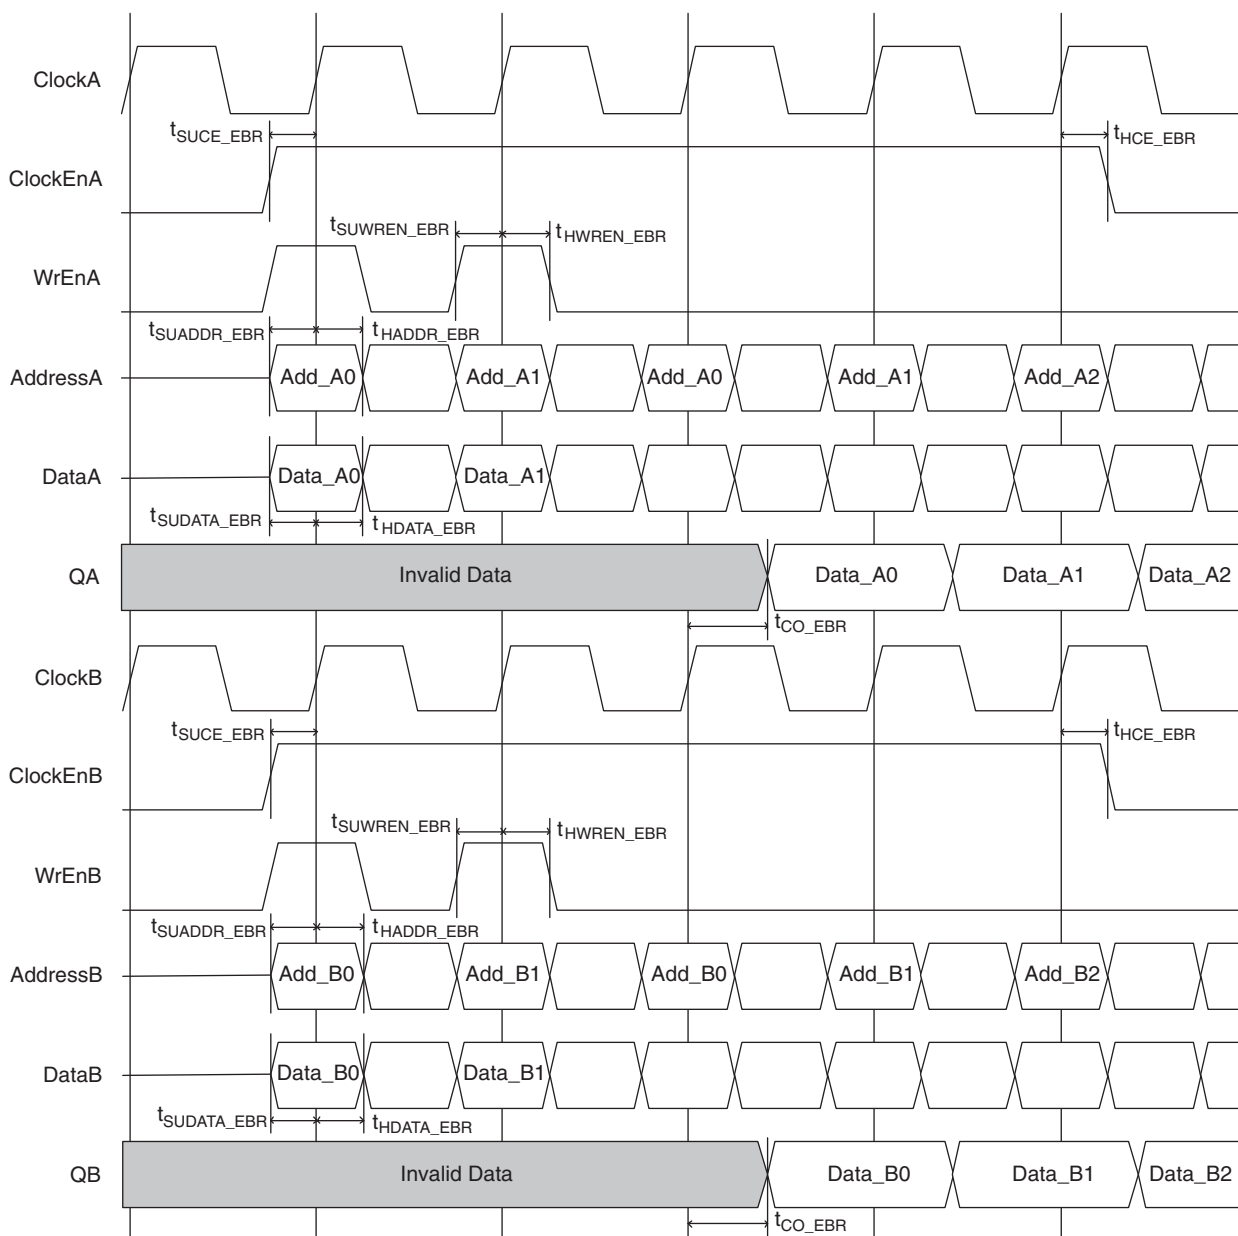 ClockA
tSUCE_EBR tHCE_EBR
ClockEnA
tSUWREN_EBR tHWREN_EBR
WrEnA
tSUADDR_EBR tHADDR_EBR
AddressA Add_A0 Add_A1 Add_A0 Add_A1 Add_A2
DataA Data_A0 Data_A1
tSUDATA_EBR tHDATA_EBR
QA Invalid Data Data_A0 Data_A1 Data_A2
tCO_EBR
ClockB
tSUCE_EBR tHCE_EBR
ClockEnB
tSUWREN_EBR tHWREN_EBR
WrEnB
tSUADDR_EBR tHADDR_EBR
AddressB Add_B0 Add_B1 Add_B0 Add_B1 Add_B2
DataB Data_B0 Data_B1
tSUDATA_EBR tHDATA_EBR
QB Invalid Data Data_B0 Data_B1 Data_B2
tCO_EBR